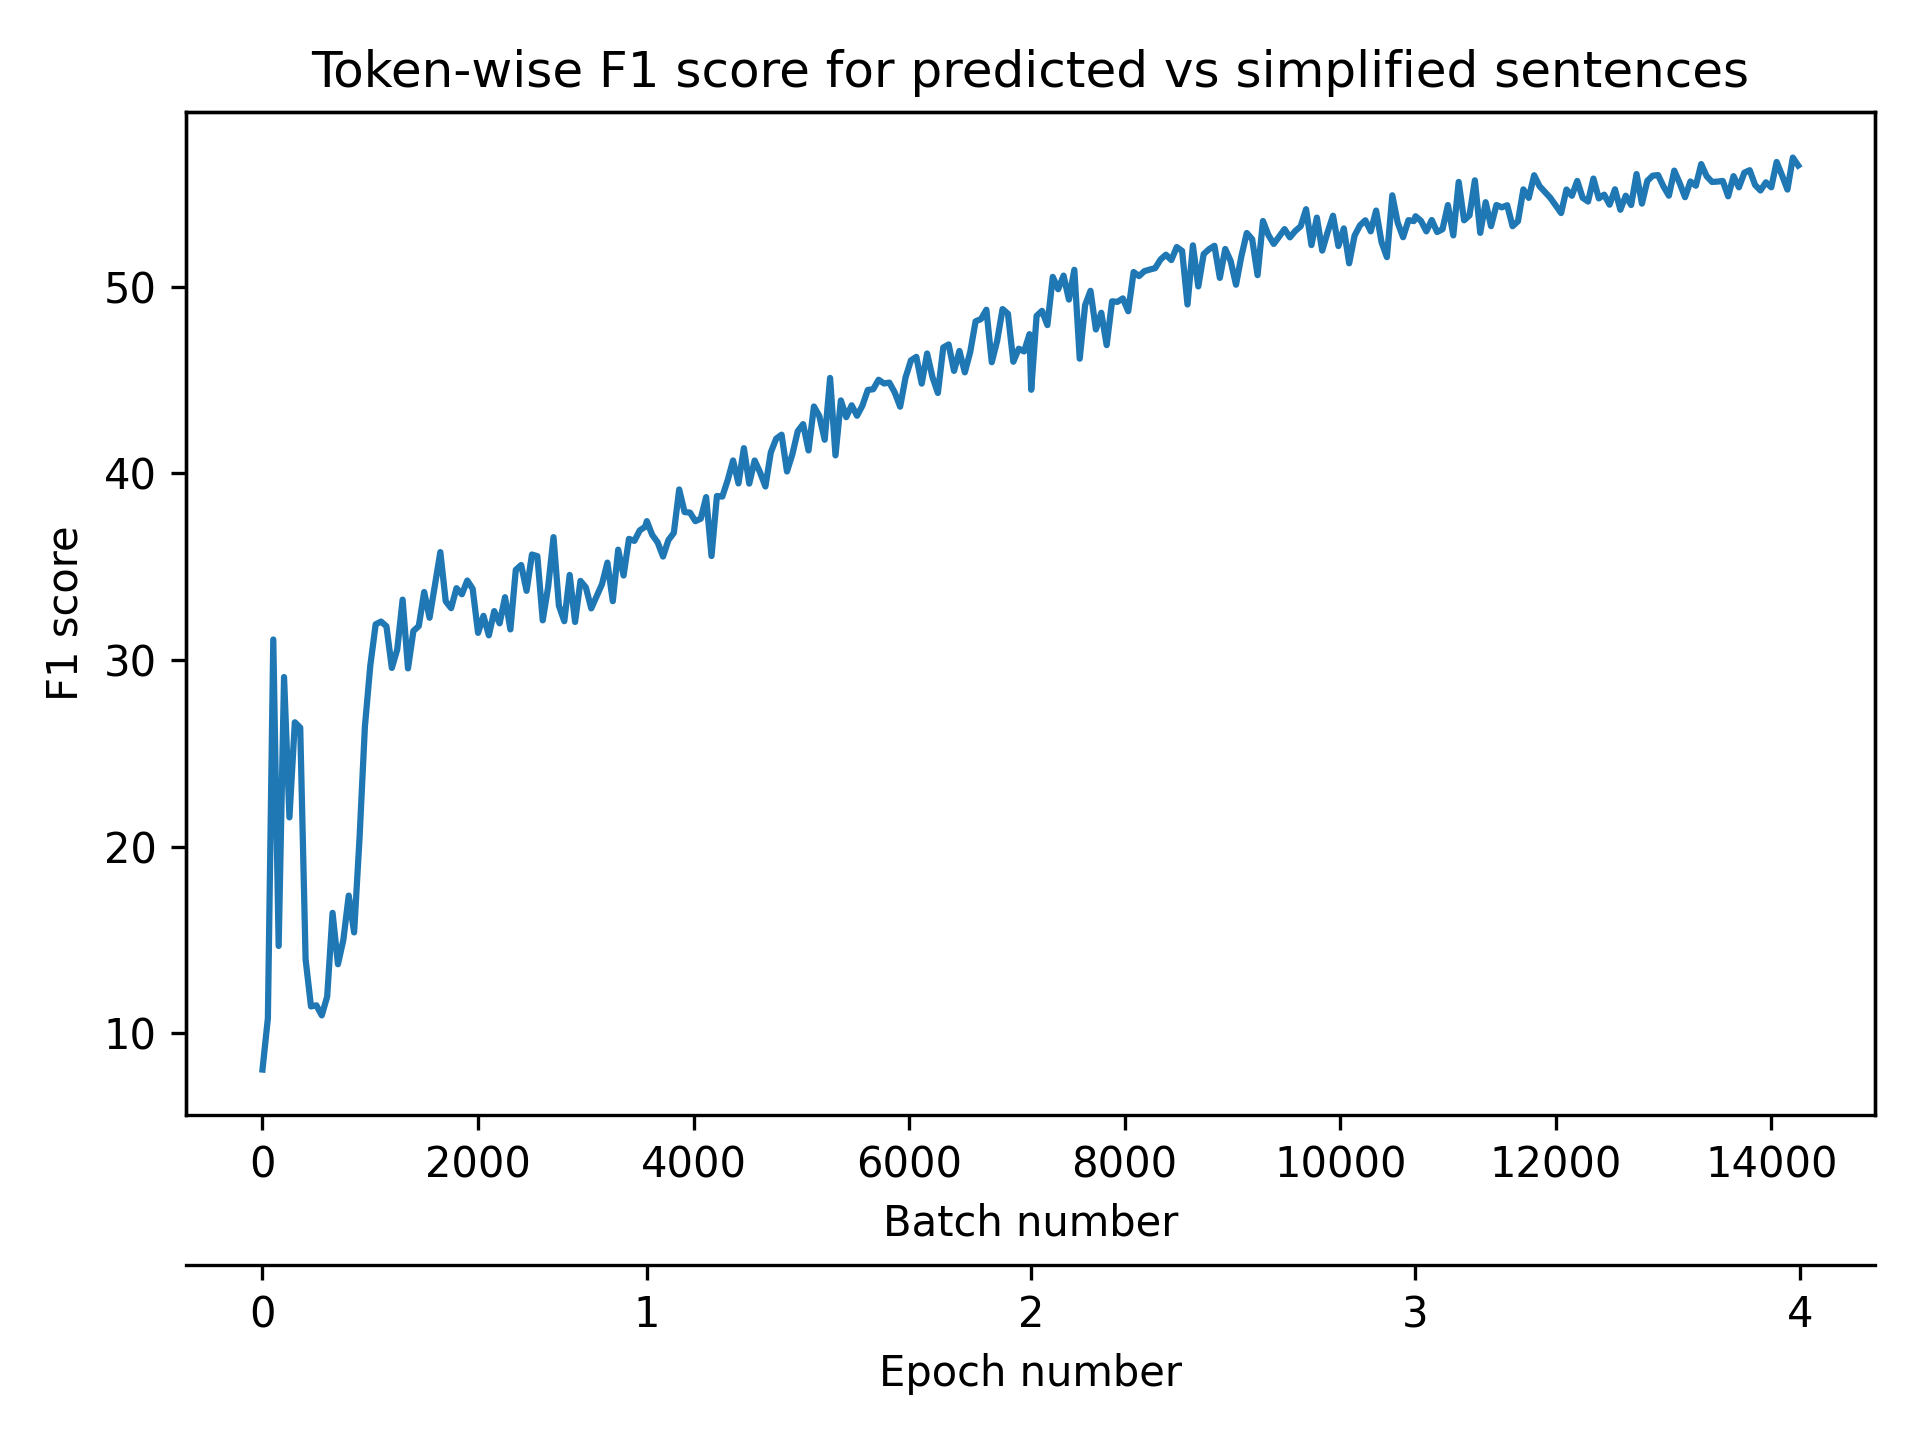 Token-wise F1 score for predicted vs simplified sentences
F1 score
50
40
30
20
10
0 2000 4000 6000 8000 10000 12000 14000
Batch number
0 1 2 3 4
Epoch number